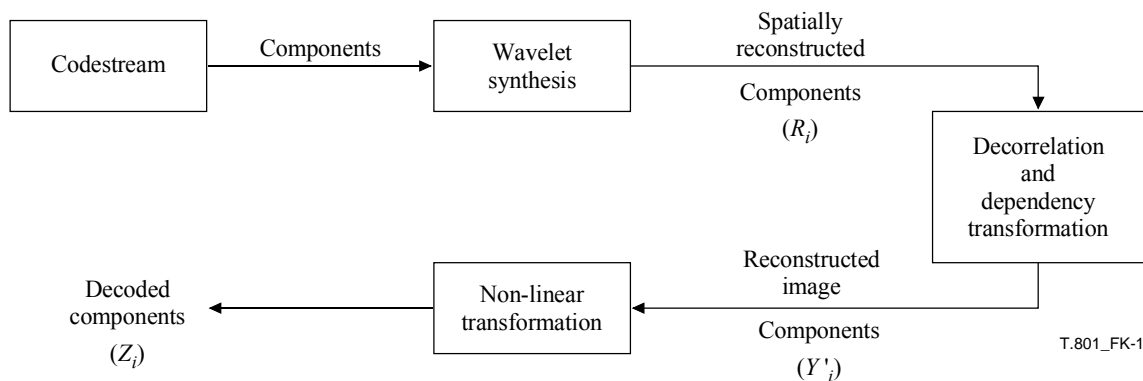 Codestream
Components
Wavelet
synthesis
Spatially
reconstructed
Components
(R_i)
Decorrelation
and
dependency
transformation
Reconstructed
image
Components
(Y'_i)
Non-linear
transformation
Decoded
components
(Z_i)
T.801_FK-1